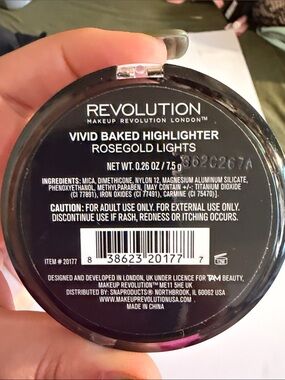 REVOLUTION
MAKEUP REVOLUTION LONDON™
VIVID BAKED HIGHLIGHTER
ROSEGOLD LIGHTS
NET WT. 0.26 OZ / 7.5 g
862C267A
INGREDIENTS: MICA, DIMETHICONE, NYLON 12, MAGNESIUM ALUMINUM SILICATE,
PHENOXYETHANOL, METHYLPARABEN, [MAY CONTAIN +/-: TITANIUM DIOXIDE
(CI 77891), IRON OXIDES (CI 77491), CARMINE (CI 75470)].
CAUTION: FOR ADULT USE ONLY. FOR EXTERNAL USE ONLY.
DISCONTINUE USE IF RASH, REDNESS OR ITCHING OCCURS.
ITEM # 20177
8 38623 20177 7
12M
DESIGNED AND DEVELOPED IN LONDON, UK UNDER LICENCE FOR TAM BEAUTY,
MAKEUP REVOLUTION™ ME11 5HE UK
DISTRIBUTED BY: SNAPRODUCTS® NORTHBROOK, IL 60062 USA
WWW.MAKEUPREVOLUTIONUSA.COM
MADE IN CHINA